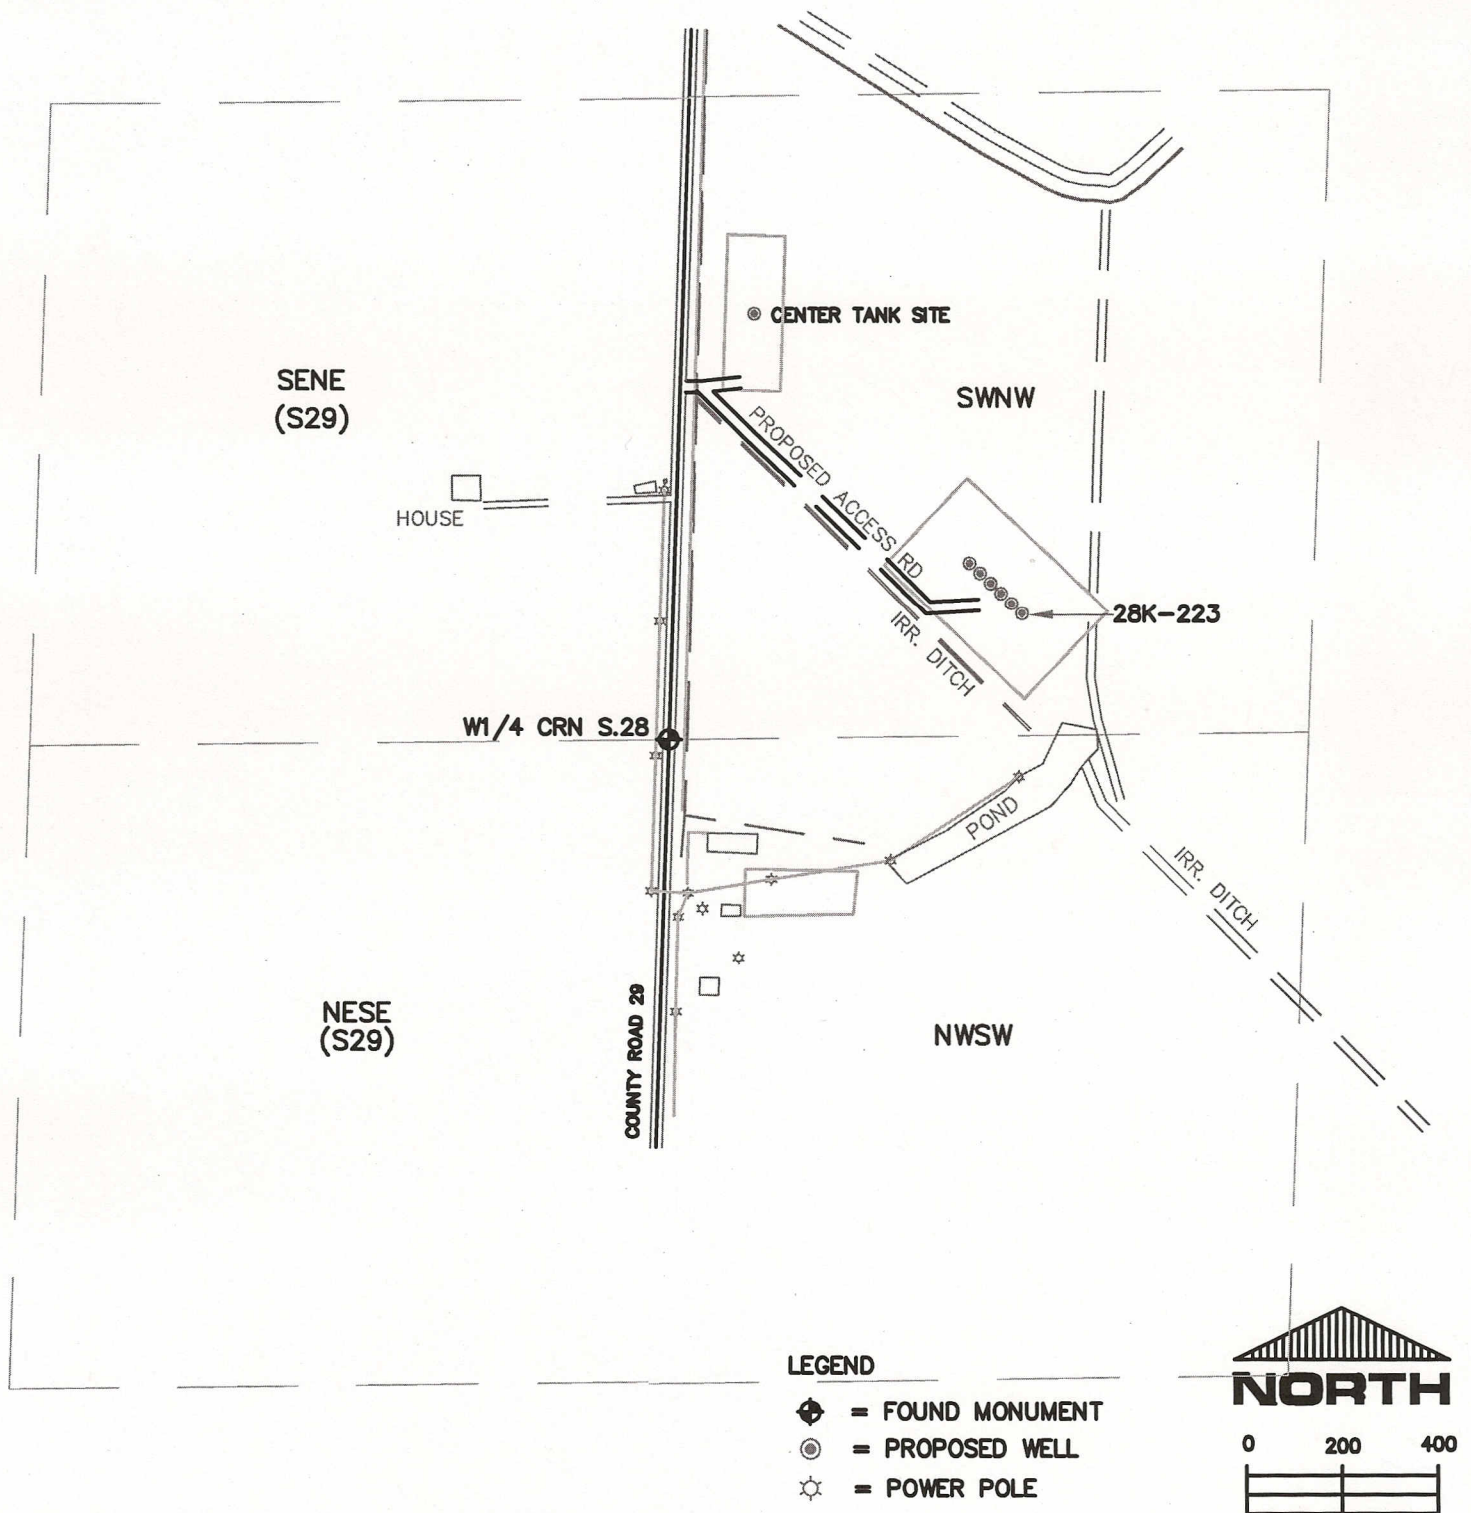 CENTER TANK SITE
SENE
(S29)
SWNW
PROPOSED ACCESS RD
HOUSE
28K-223
IRR. DITCH
W1/4 CRN S.28
POND
IRR. DITCH
NESE
(S29)
COUNTY ROAD 29
NWSW
LEGEND
= FOUND MONUMENT
= PROPOSED WELL
= POWER POLE
NORTH
0 200 400